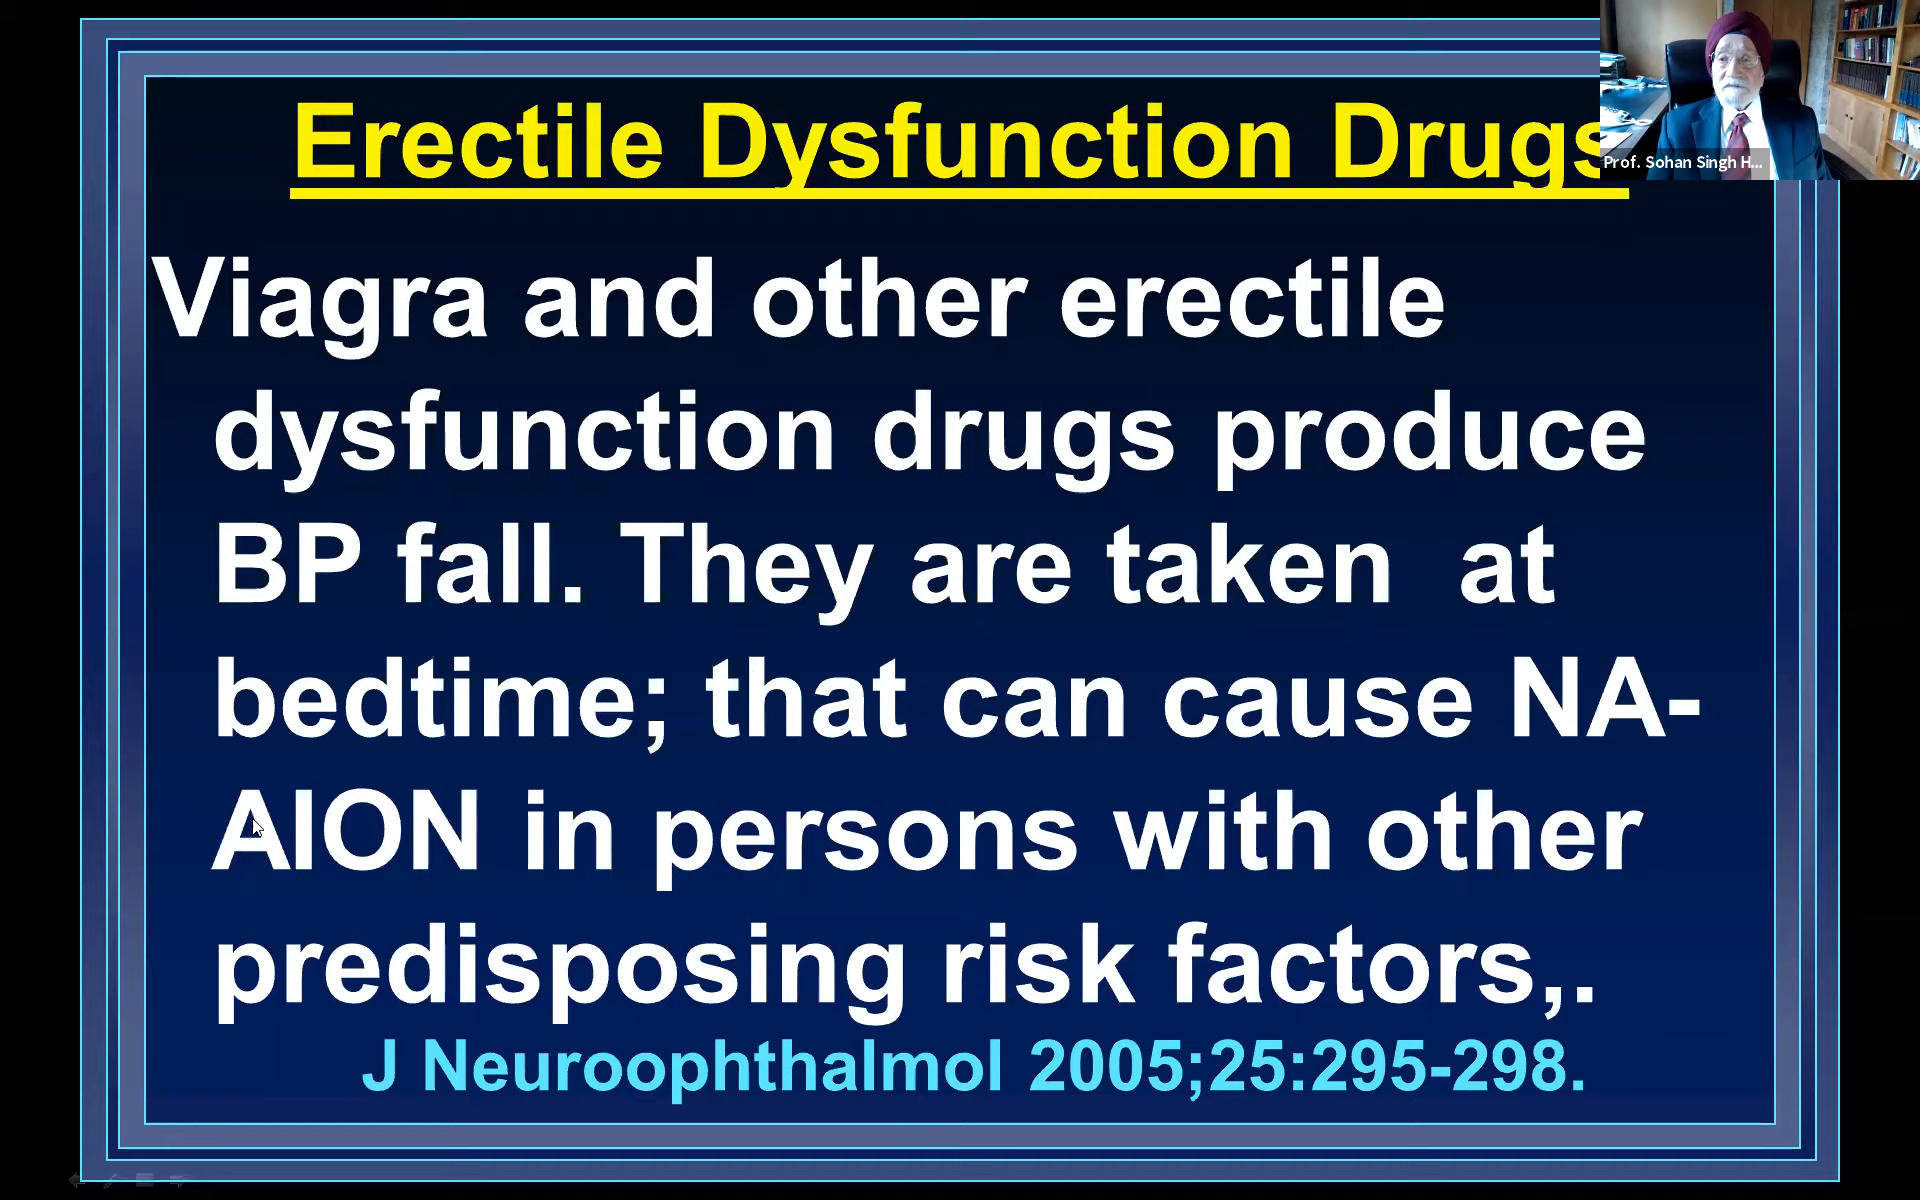 Erectile Dysfunction Drugs
Prof. Sohan Singh H...
Viagra and other erectile
dysfunction drugs produce
BP fall. They are taken  at
bedtime; that can cause NA-
AION in persons with other
predisposing risk factors,.
J Neuroophthalmol 2005;25:295-298.